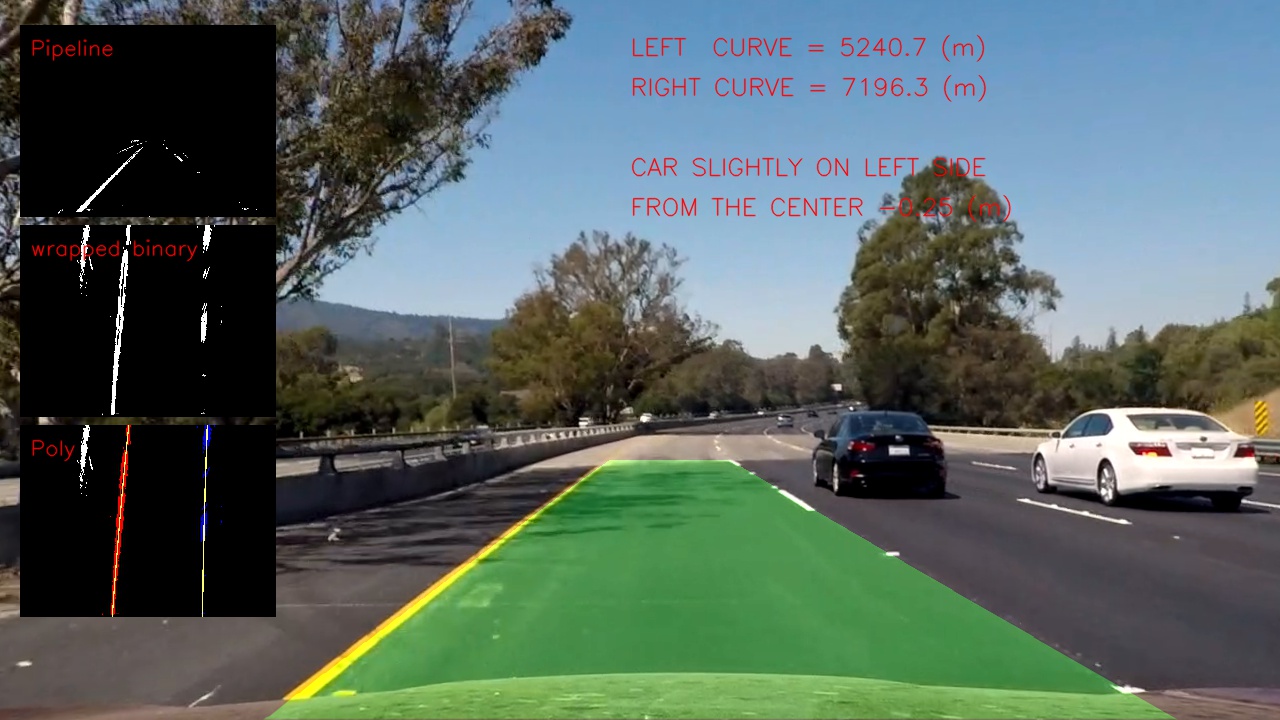 Pipeline
wrapped binary
Poly
LEFT CURVE = 5240.7 (m)
RIGHT CURVE = 7196.3 (m)
CAR SLIGHTLY ON LEFT SIDE
FROM THE CENTER -0.25 (m)